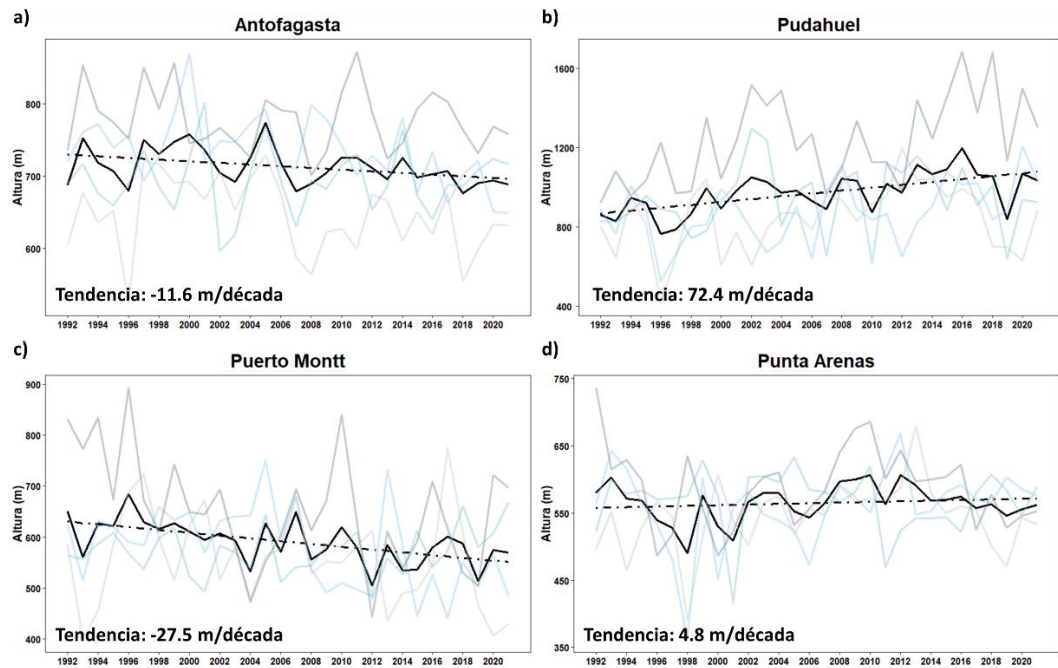 a)
Antofagasta
Altura (m)
800
700
600
Tendencia: -11.6 m/década
1992 1994 1996 1998 2000 2002 2004 2006 2008 2010 2012 2014 2016 2018 2020
b)
Pudahuel
Altura (m)
1600
1200
800
400
Tendencia: 72.4 m/década
1992 1994 1996 1998 2000 2002 2004 2006 2008 2010 2012 2014 2016 2018 2020
c)
Puerto Montt
Altura (m)
900
800
700
600
500
400
Tendencia: -27.5 m/década
1992 1994 1996 1998 2000 2002 2004 2006 2008 2010 2012 2014 2016 2018 2020
d)
Punta Arenas
Altura (m)
750
650
550
450
350
Tendencia: 4.8 m/década
1992 1994 1996 1998 2000 2002 2004 2006 2008 2010 2012 2014 2016 2018 2020